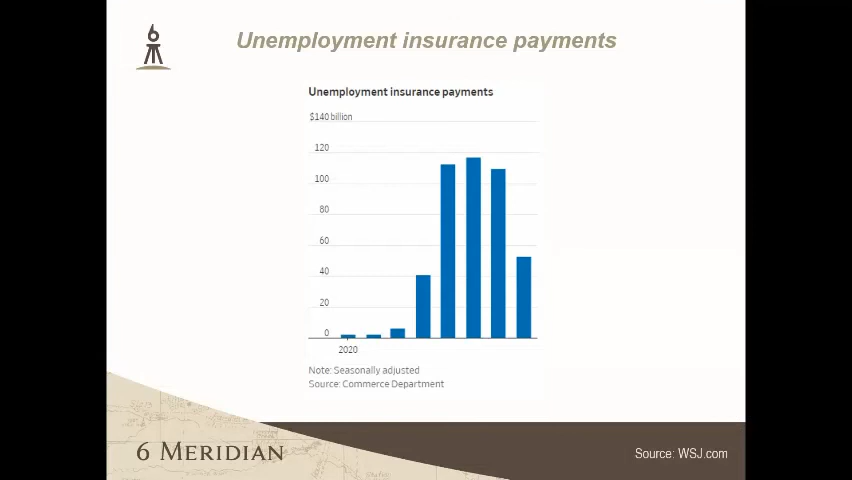 Unemployment insurance payments
Unemployment insurance payments
$140 billion
120
100
80
60
40
20
0
2020
Note: Seasonally adjusted
Source: Commerce Department
6 MERIDIAN
Source: WSJ.com